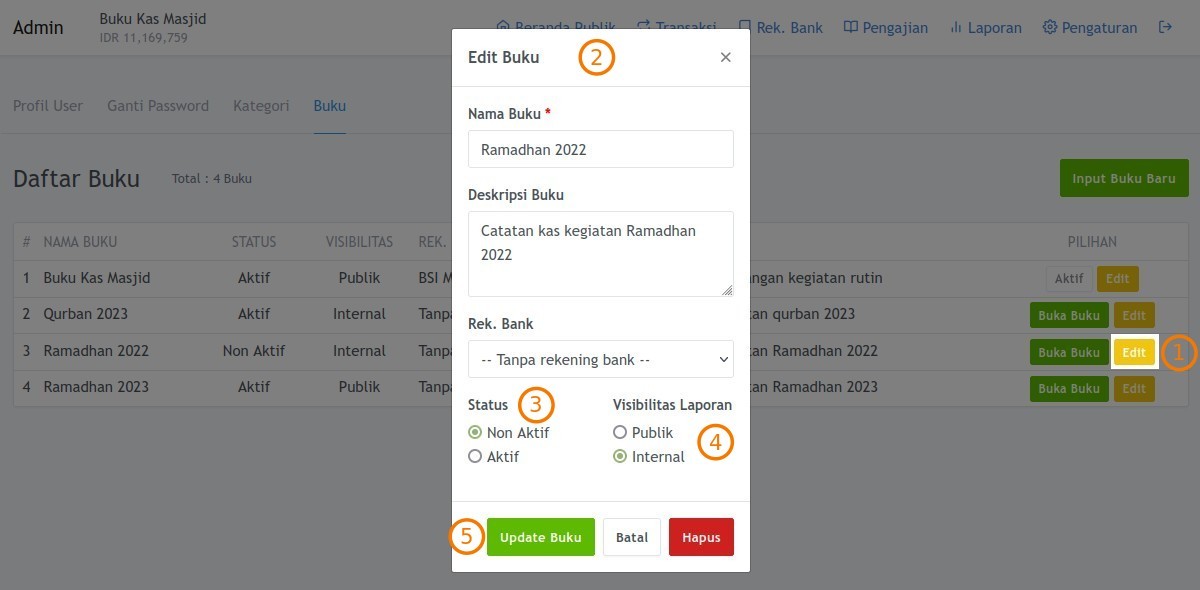 Admin
Buku Kas Masjid
IDR 11,169,759
Beranda Publik Transaksi Rek. Bank Pengajian Laporan Pengaturan
Profil User Ganti Password Kategori Buku
Daftar Buku Total : 4 Buku
Input Buku Baru
# NAMA BUKU STATUS VISIBILITAS REK. PILIHAN
1 Buku Kas Masjid Aktif Publik BSI ngan kegiatan rutin Aktif Edit
2 Qurban 2023 Aktif Internal Tanp an qurban 2023 Buka Buku Edit
3 Ramadhan 2022 Non Aktif Internal Tanp an Ramadhan 2022 Buka Buku Edit 1
4 Ramadhan 2023 Aktif Publik Tanp an Ramadhan 2023 Buka Buku Edit
Edit Buku 2 ×
Nama Buku *
Ramadhan 2022
Deskripsi Buku
Catatan kas kegiatan Ramadhan
2022
Rek. Bank
-- Tanpa rekening bank --
Status 3 Visibilitas Laporan
Non Aktif Publik
4
Aktif Internal
5 Update Buku Batal Hapus